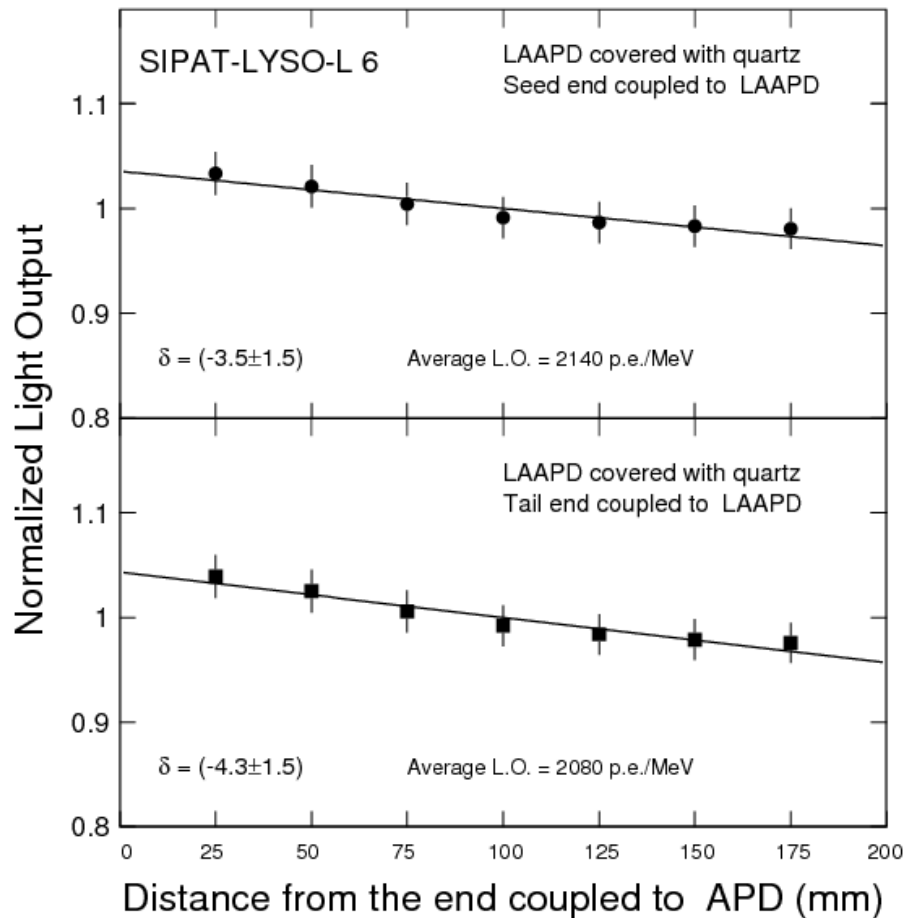 SIPAT-LYSO-L 6
LAAPD covered with quartz
Seed end coupled to LAAPD
1.1
1
0.9
0.8
δ = (-3.5±1.5)
Average L.O. = 2140 p.e./MeV
LAAPD covered with quartz
Tail end coupled to LAAPD
1.1
1
0.9
0.8
δ = (-4.3±1.5)
Average L.O. = 2080 p.e./MeV
0 25 50 75 100 125 150 175 200
Normalized Light Output
Distance from the end coupled to APD (mm)